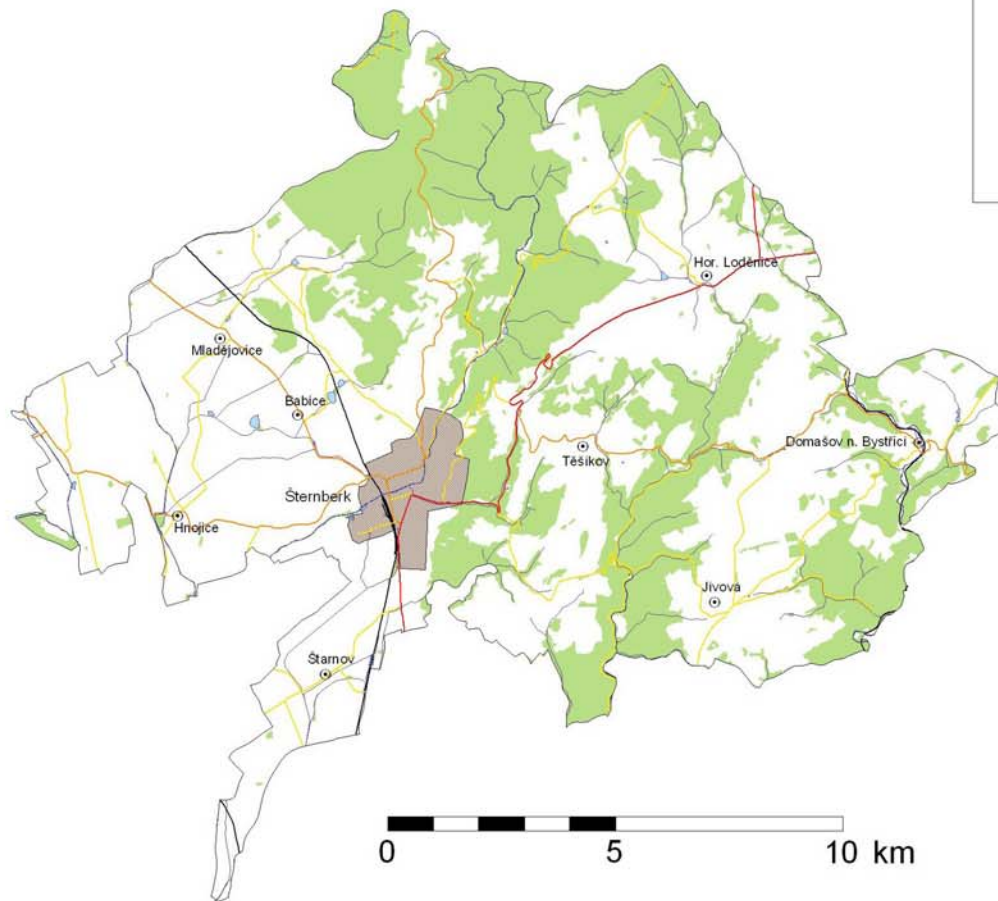 Hor. Loděnice
Mladějovice
Babice
Domašov n. Bystřicí
Těšíkov
Šternberk
Hnojice
Jívová
Štarnov
0 5 10 km